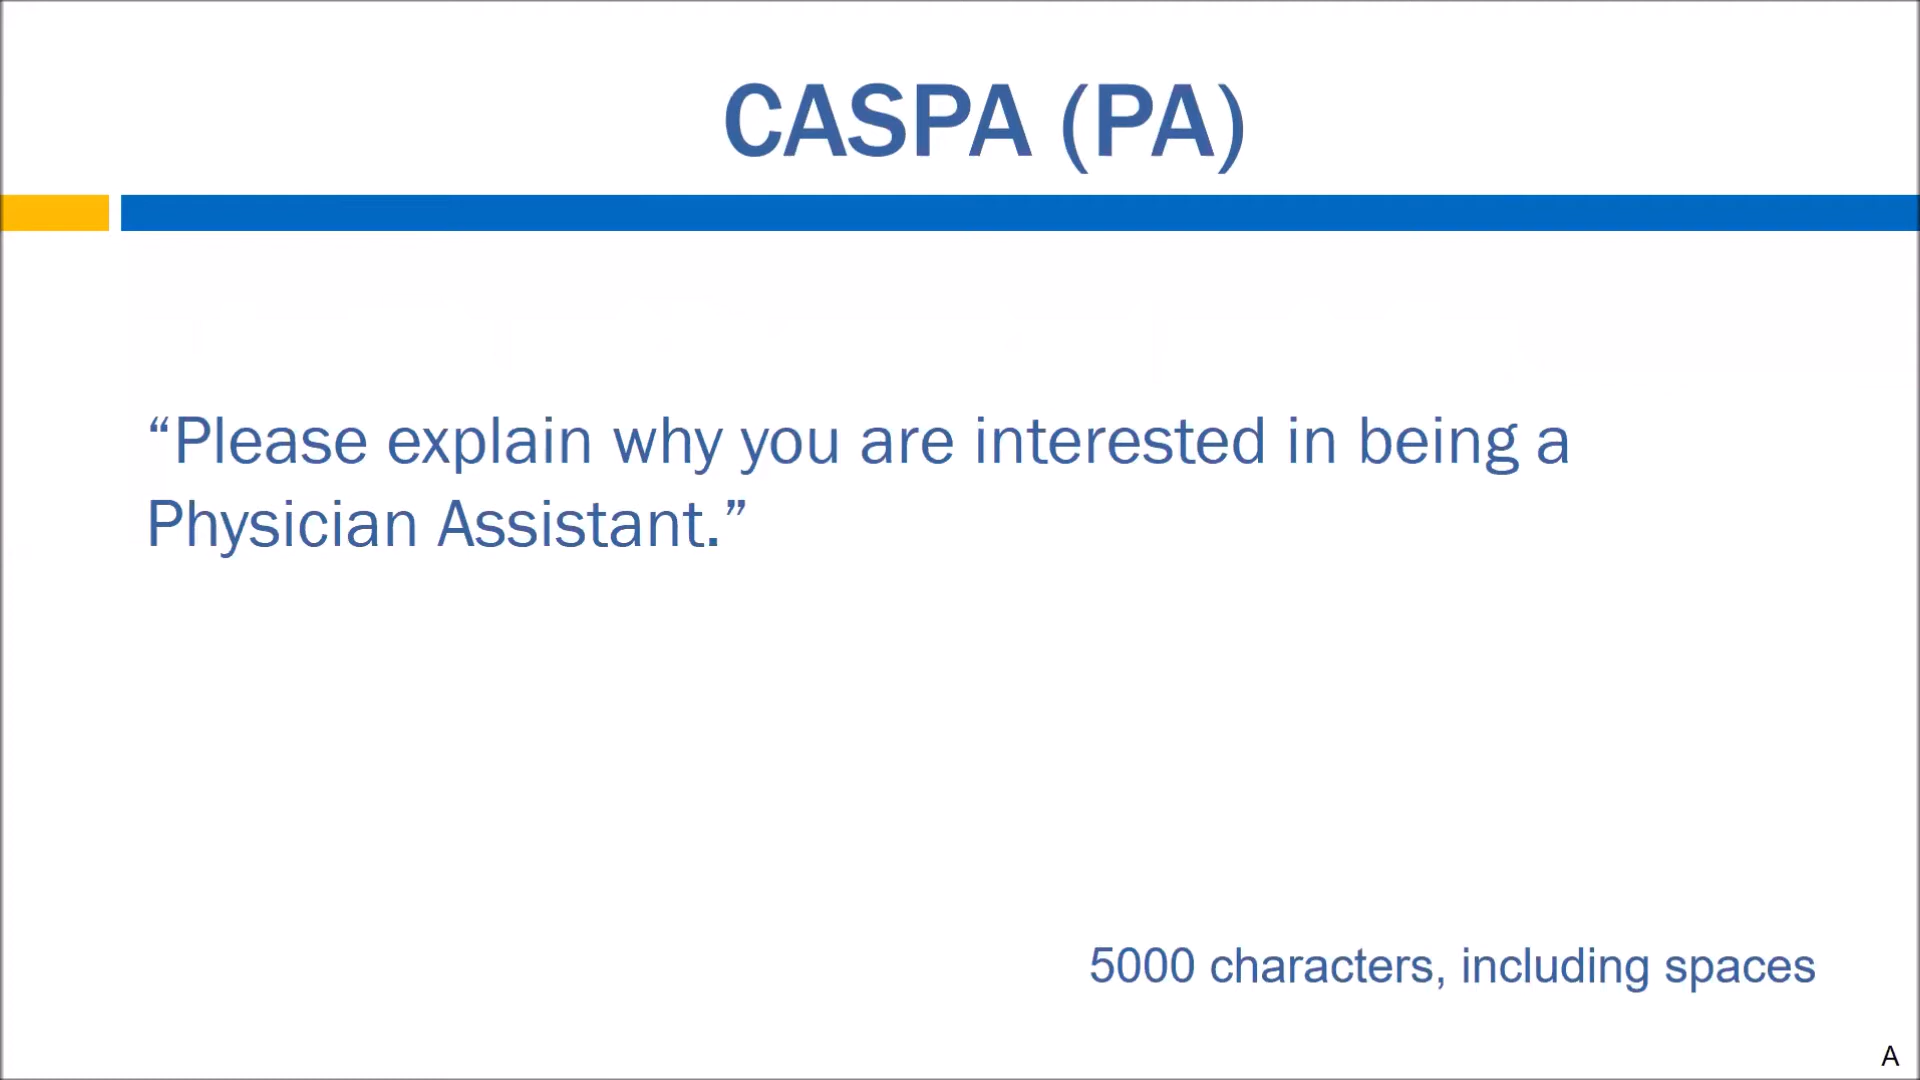 CASPA (PA)
“Please explain why you are interested in being a
Physician Assistant.”
5000 characters, including spaces
A